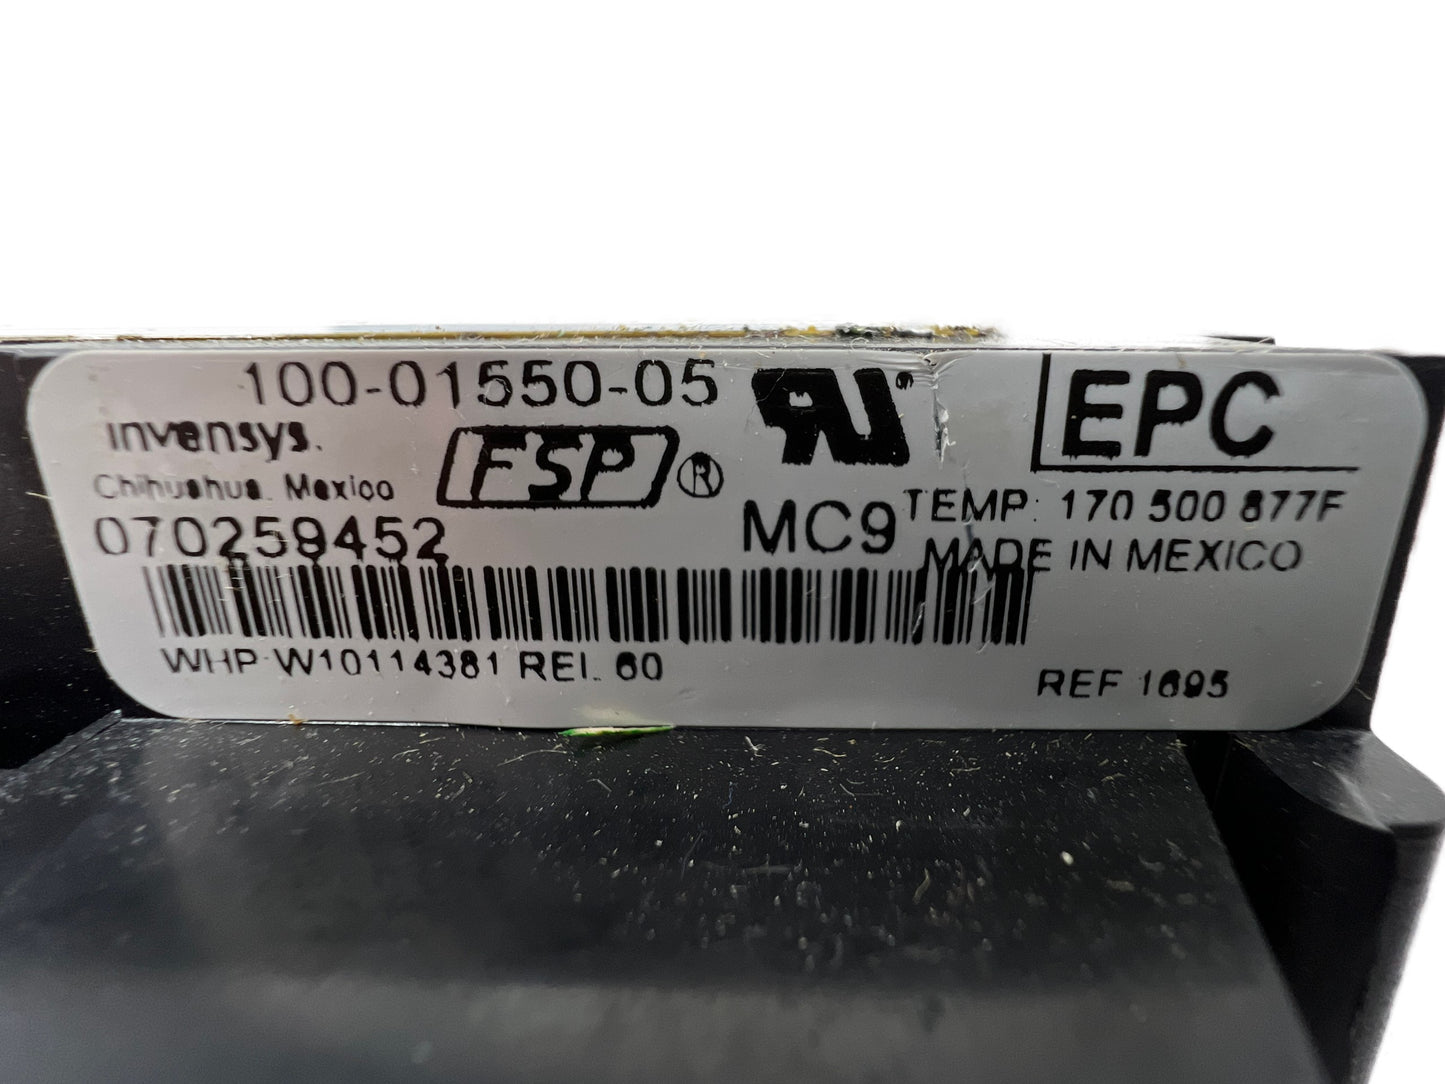 100-01550-05
invensys.
Chihuahua, Mexico
FSP®
070259452
MC9
EPC
TEMP: 170 500 877F
MADE IN MEXICO
WHP W10114381 REL 60
REF 1695